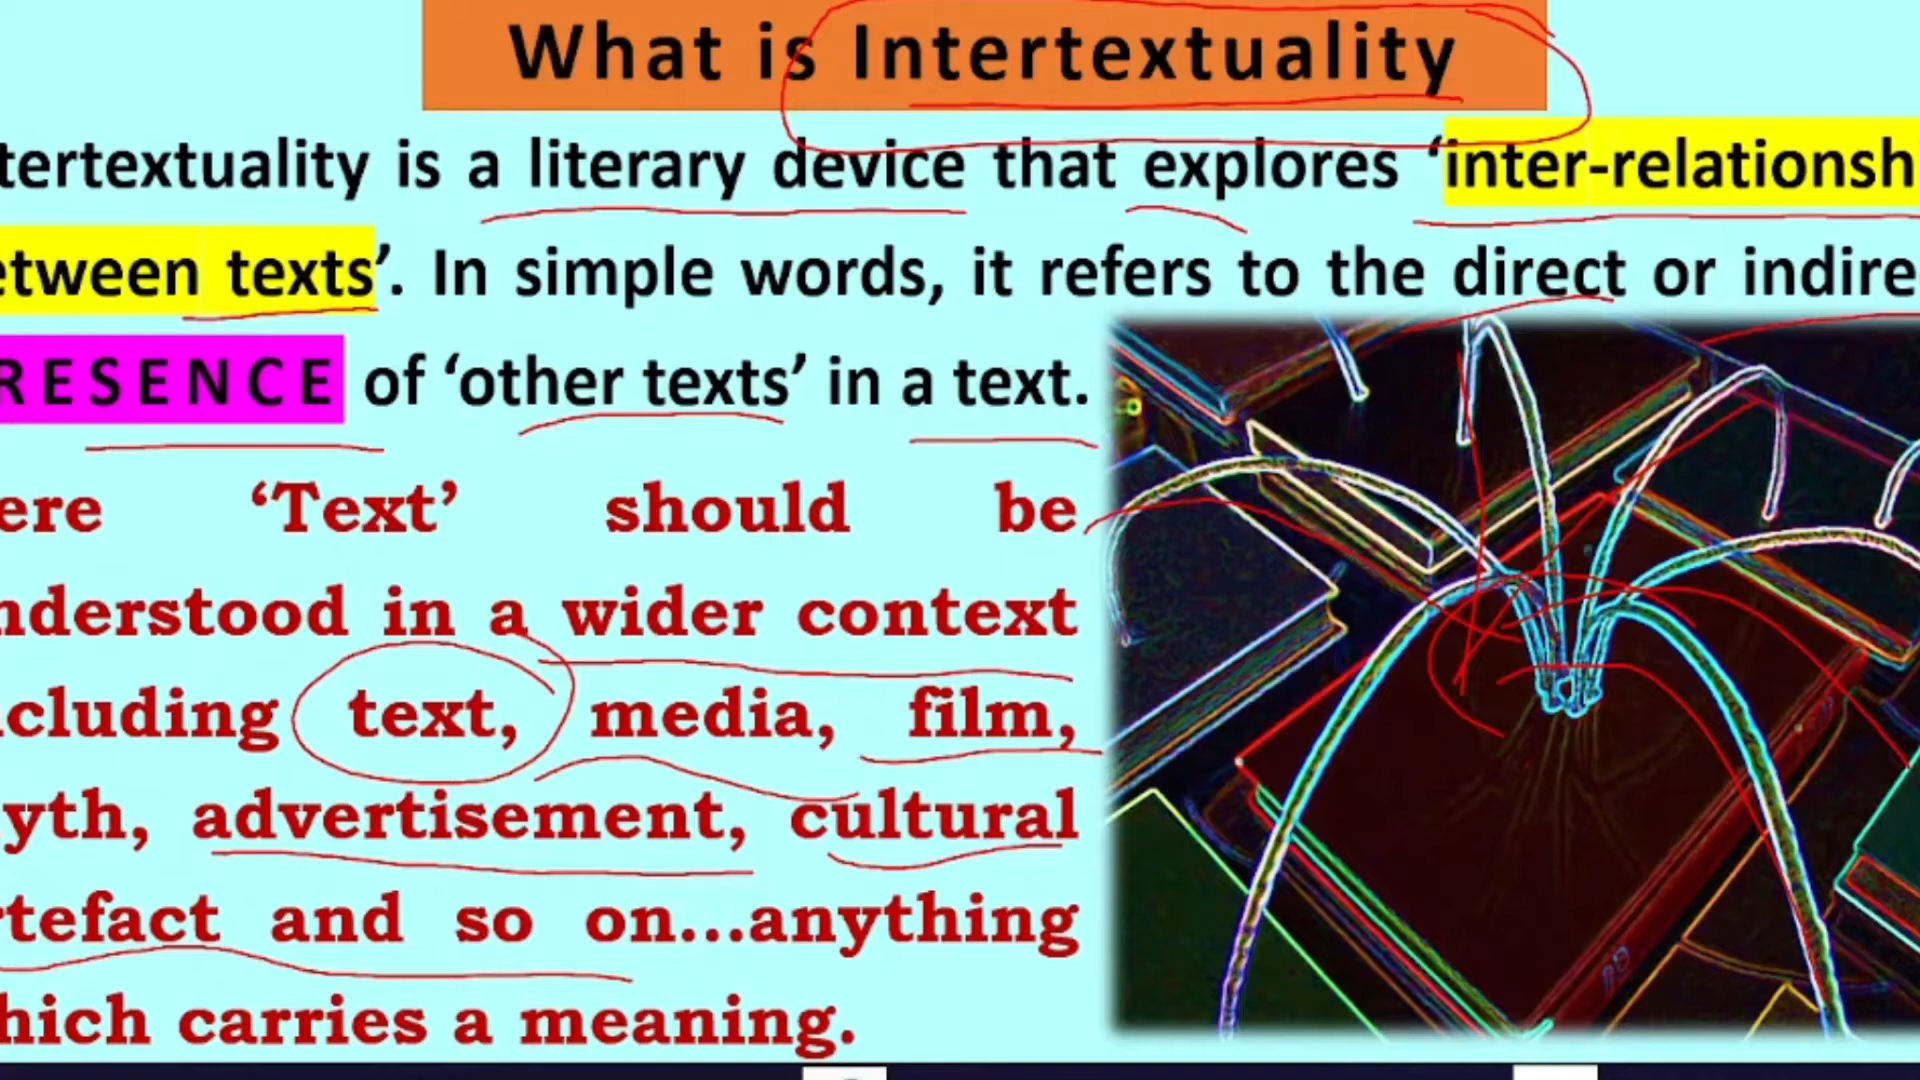 What is Intertextuality
tertextuality is a literary device that explores ‘inter-relationsh
etween texts’. In simple words, it refers to the direct or indire
RESENCE of ‘other texts’ in a text.
ere ‘Text’ should be
nderstood in a wider context
cluding text, media, film,
yth, advertisement, cultural
rtefact and so on...anything
hich carries a meaning.